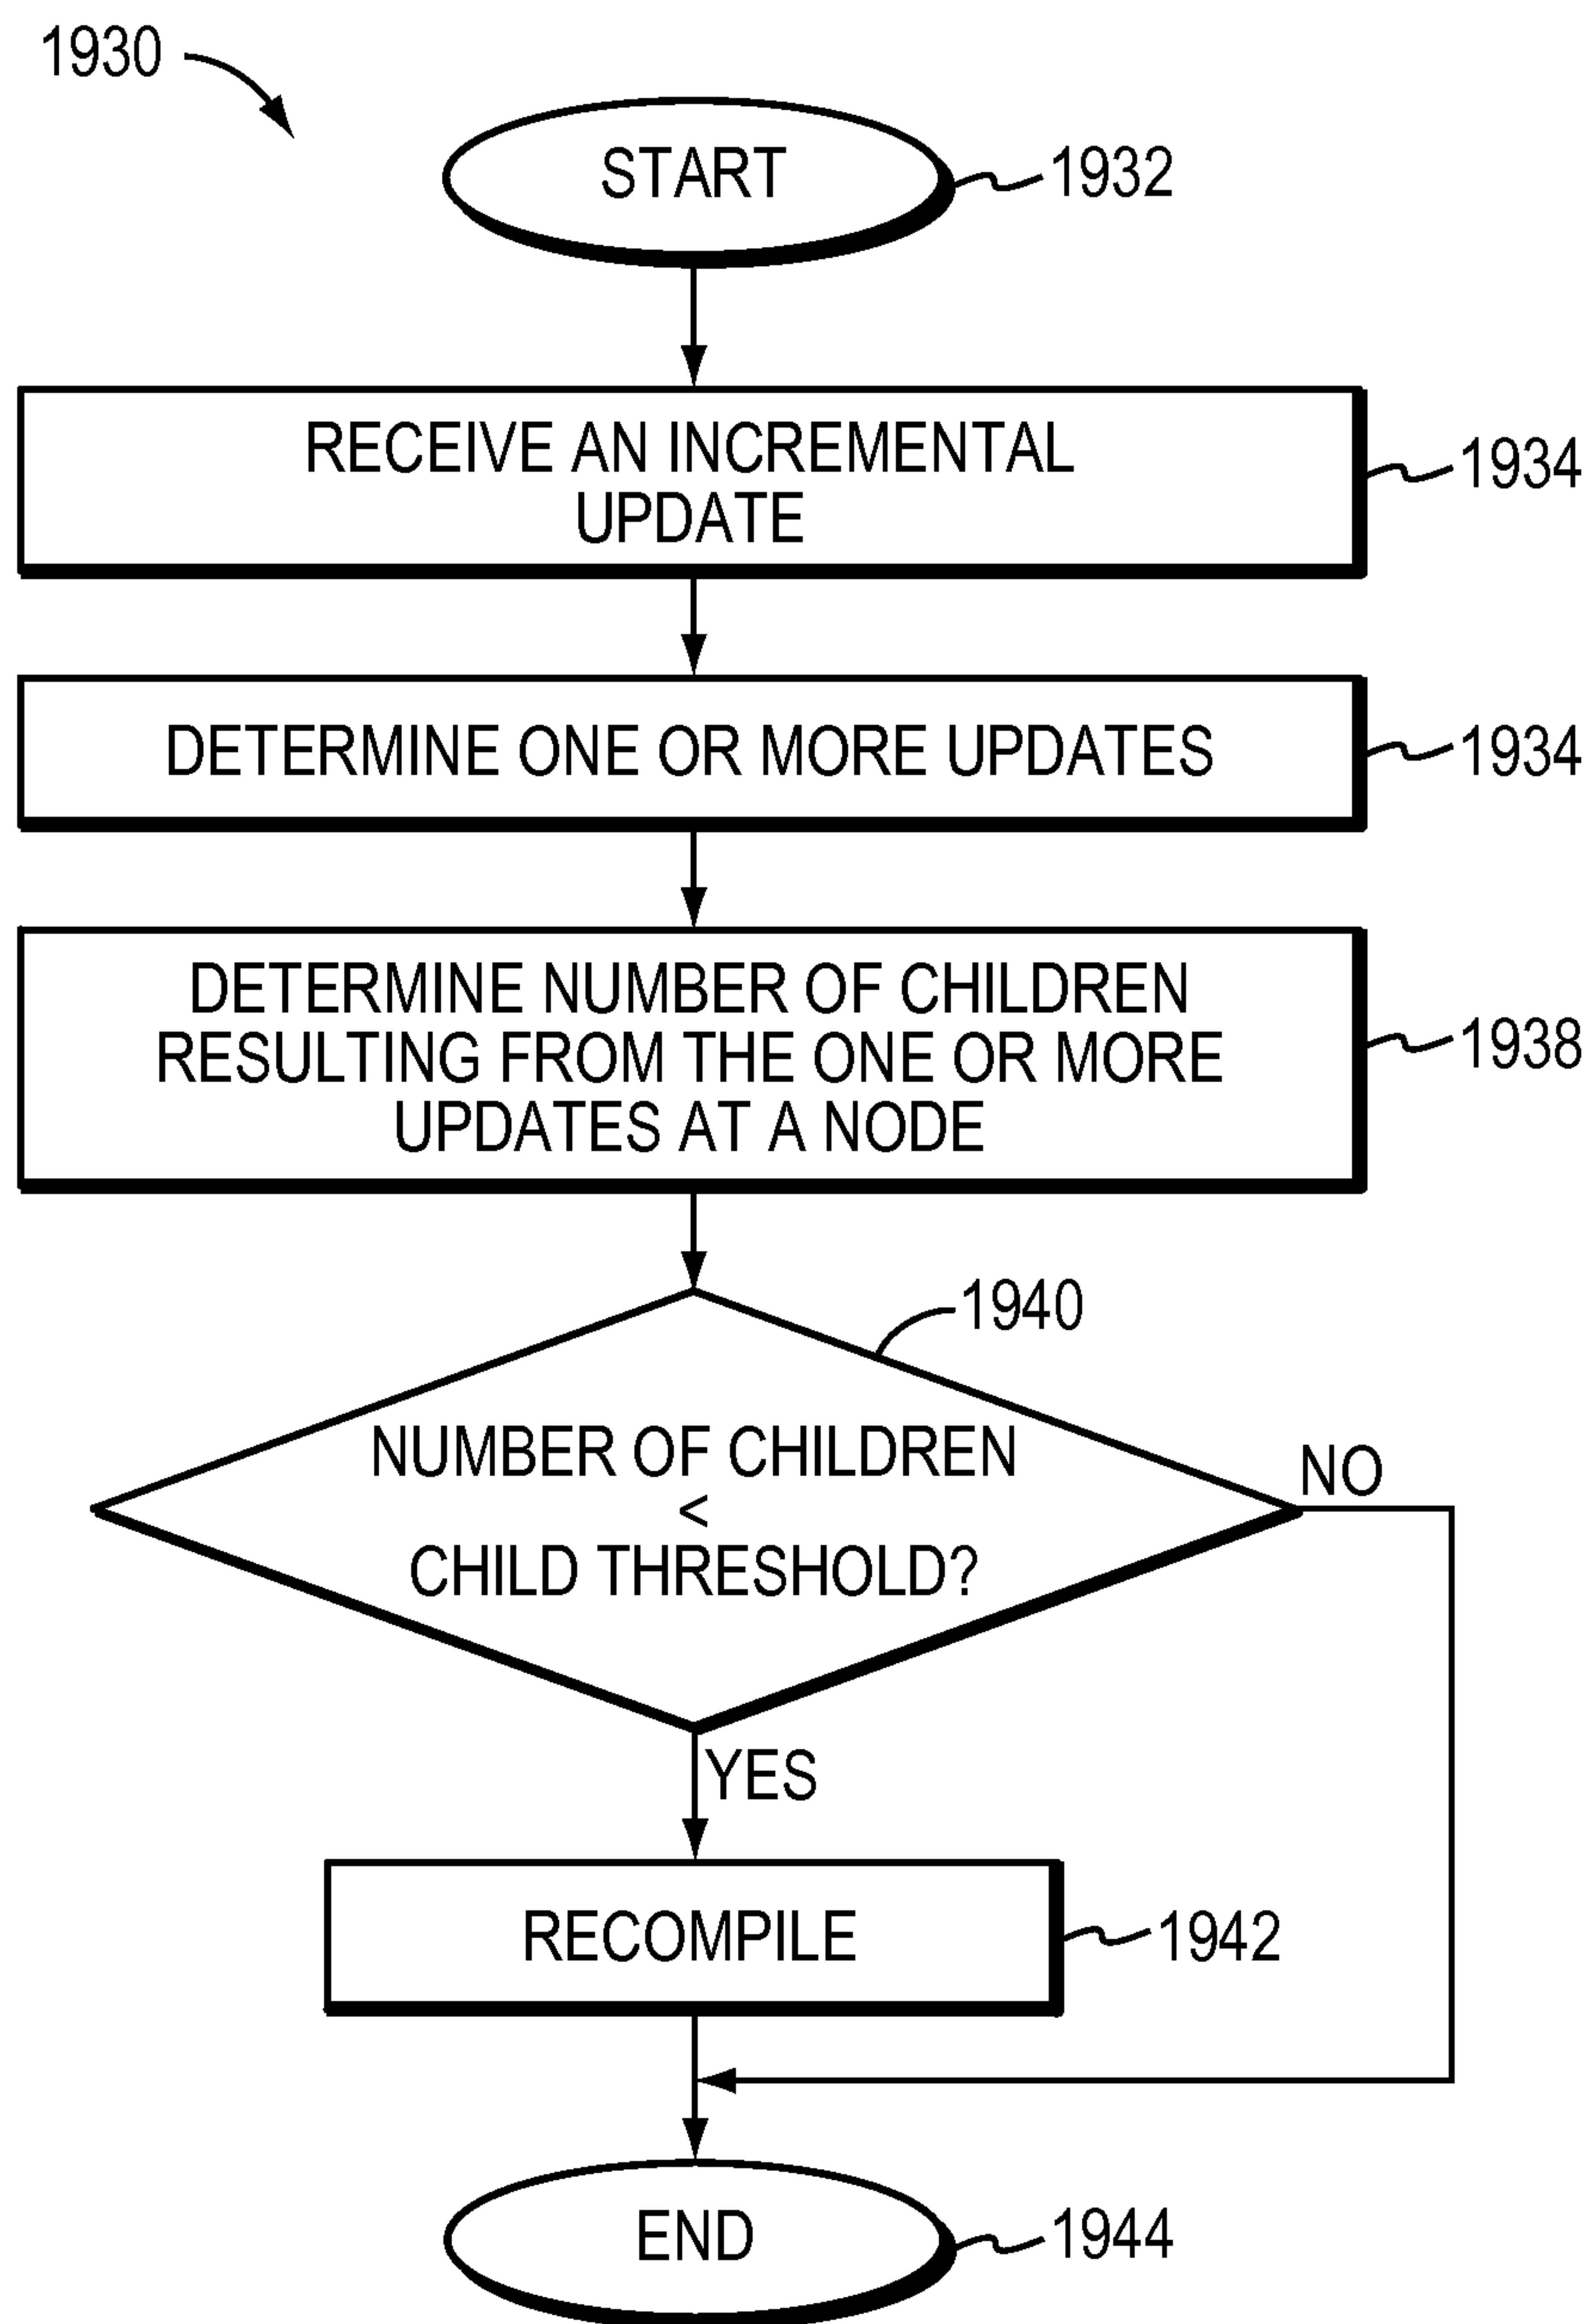 1930
START
1932
RECEIVE AN INCREMENTAL
UPDATE
1934
DETERMINE ONE OR MORE UPDATES
1934
DETERMINE NUMBER OF CHILDREN
RESULTING FROM THE ONE OR MORE
UPDATES AT A NODE
1938
1940
NUMBER OF CHILDREN
<
CHILD THRESHOLD?
NO
YES
RECOMPILE
1942
END
1944